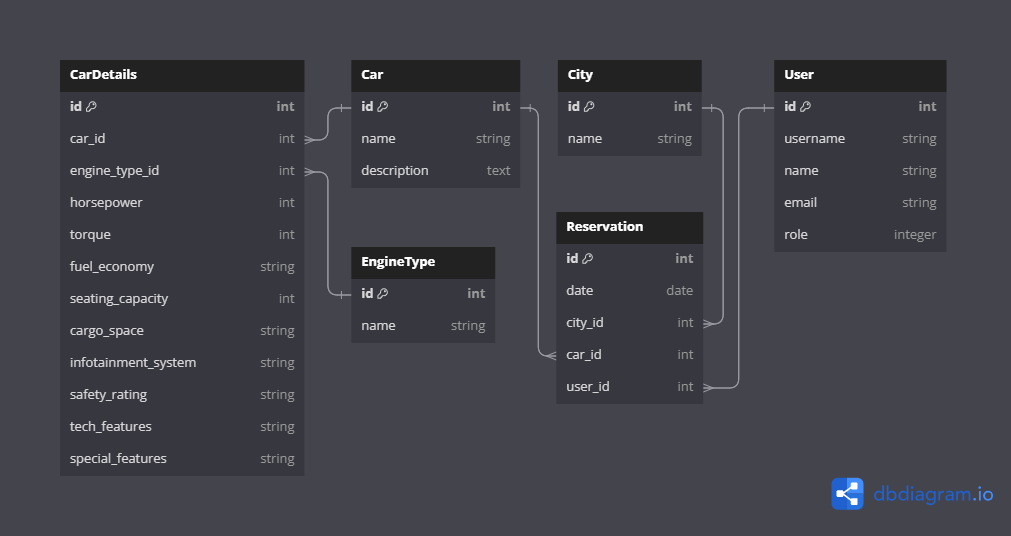 CarDetails
id int
car_id int
engine_type_id int
horsepower int
torque int
fuel_economy string
seating_capacity int
cargo_space string
infotainment_system string
safety_rating string
tech_features string
special_features string
Car
id int
name string
description text
EngineType
id int
name string
City
id int
name string
Reservation
id int
date date
city_id int
car_id int
user_id int
User
id int
username string
name string
email string
role integer
dbdiagram.io